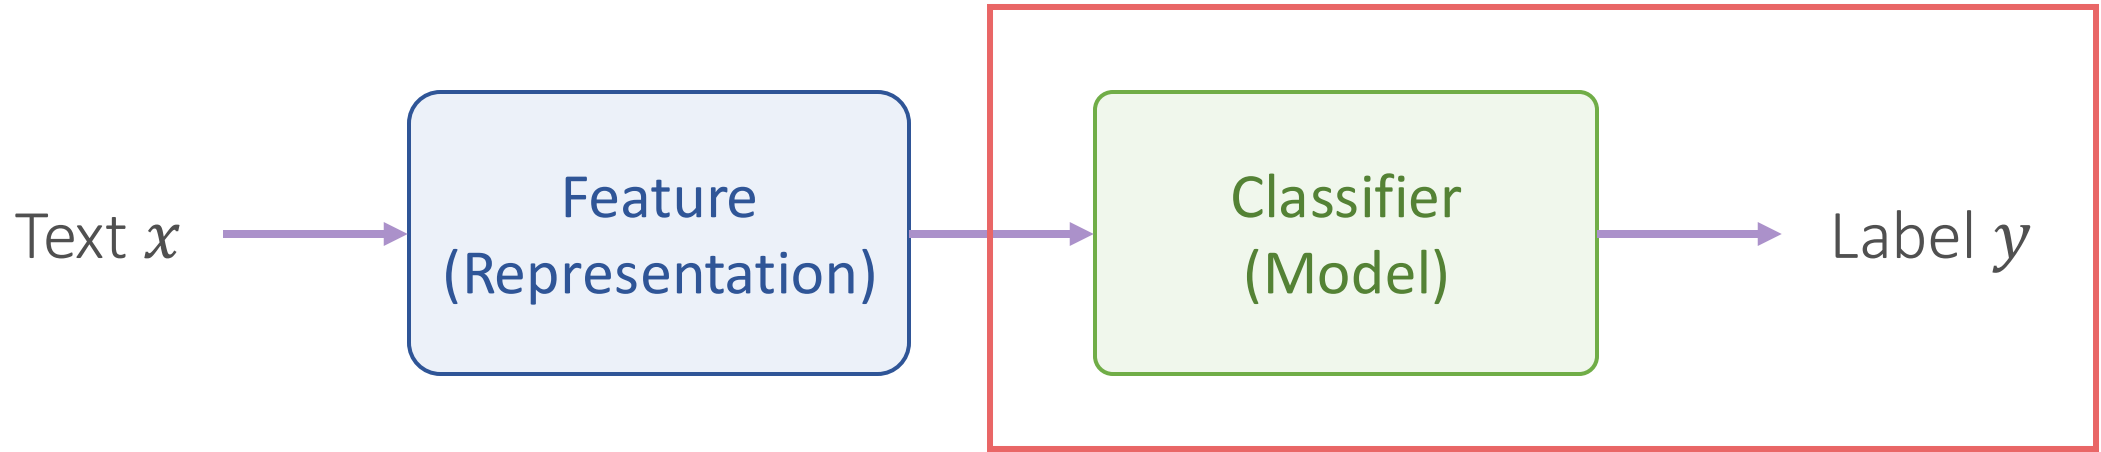 Text x
Feature
(Representation)
Classifier
(Model)
Label y